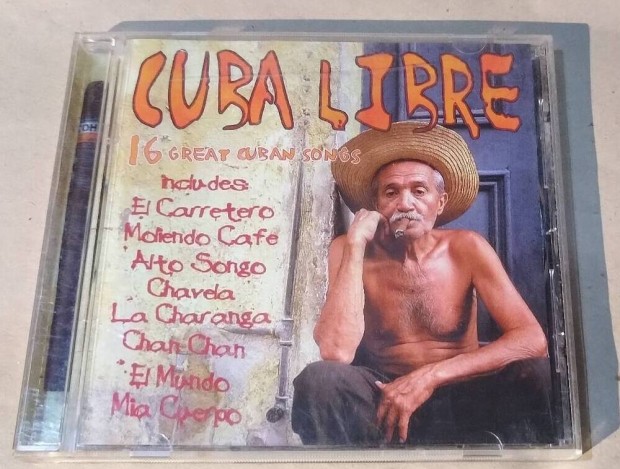 CUBA LIBRE
16 GREAT CUBAN SONGS
includes:
El Carretero
Moliendo Cafe
Alto Songo
Chavela
La Charanga
Chan Chan
El Mundo
Mia Cuerpo